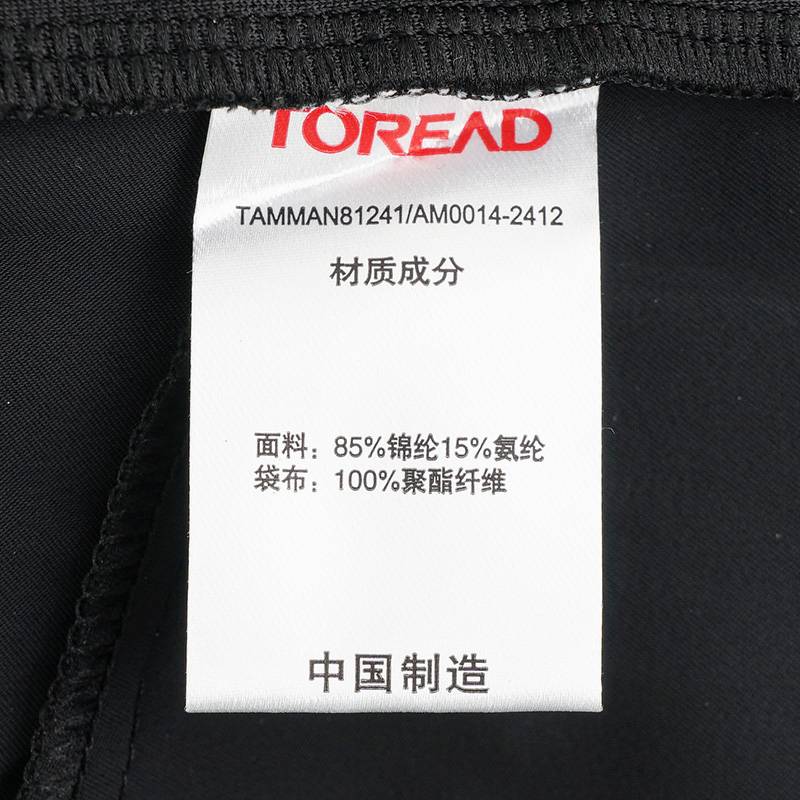 TOREAD
TAMMAN81241/AM0014-2412
材质成分
面料：85%锦纶15%氨纶
袋布：100%聚酯纤维
中国制造